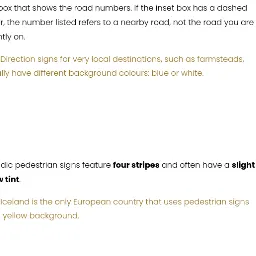 box that shows the road numbers. If the inset box has a dashed
, the number listed refers to a nearby road, not the road you are
tly on.
Direction signs for very local destinations, such as farmsteads,
lly have different background colours: blue or white.
dic pedestrian signs feature four stripes and often have a slight
tint.
Iceland is the only European country that uses pedestrian signs
yellow background.